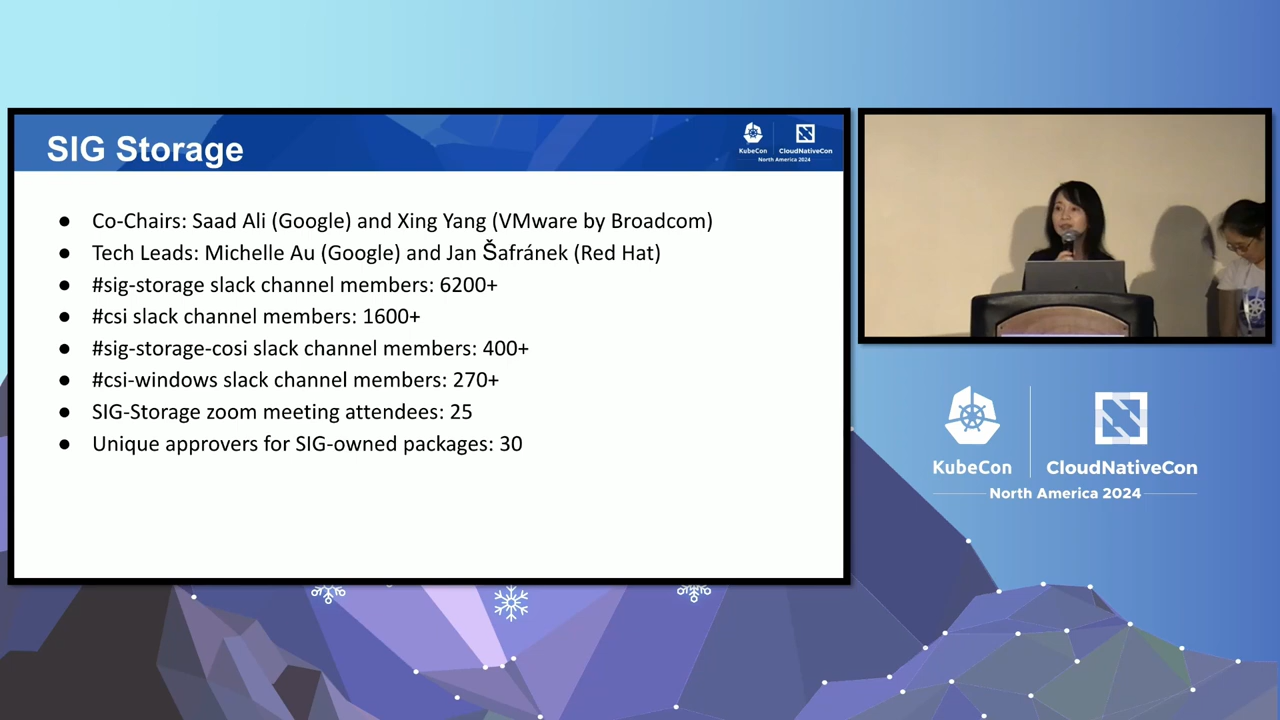 SIG Storage
KubeCon
CloudNativeCon
North America 2024
● Co-Chairs: Saad Ali (Google) and Xing Yang (VMware by Broadcom)
● Tech Leads: Michelle Au (Google) and Jan Šafránek (Red Hat)
● #sig-storage slack channel members: 6200+
● #csi slack channel members: 1600+
● #sig-storage-cosi slack channel members: 400+
● #csi-windows slack channel members: 270+
● SIG-Storage zoom meeting attendees: 25
● Unique approvers for SIG-owned packages: 30
KubeCon
CloudNativeCon
North America 2024